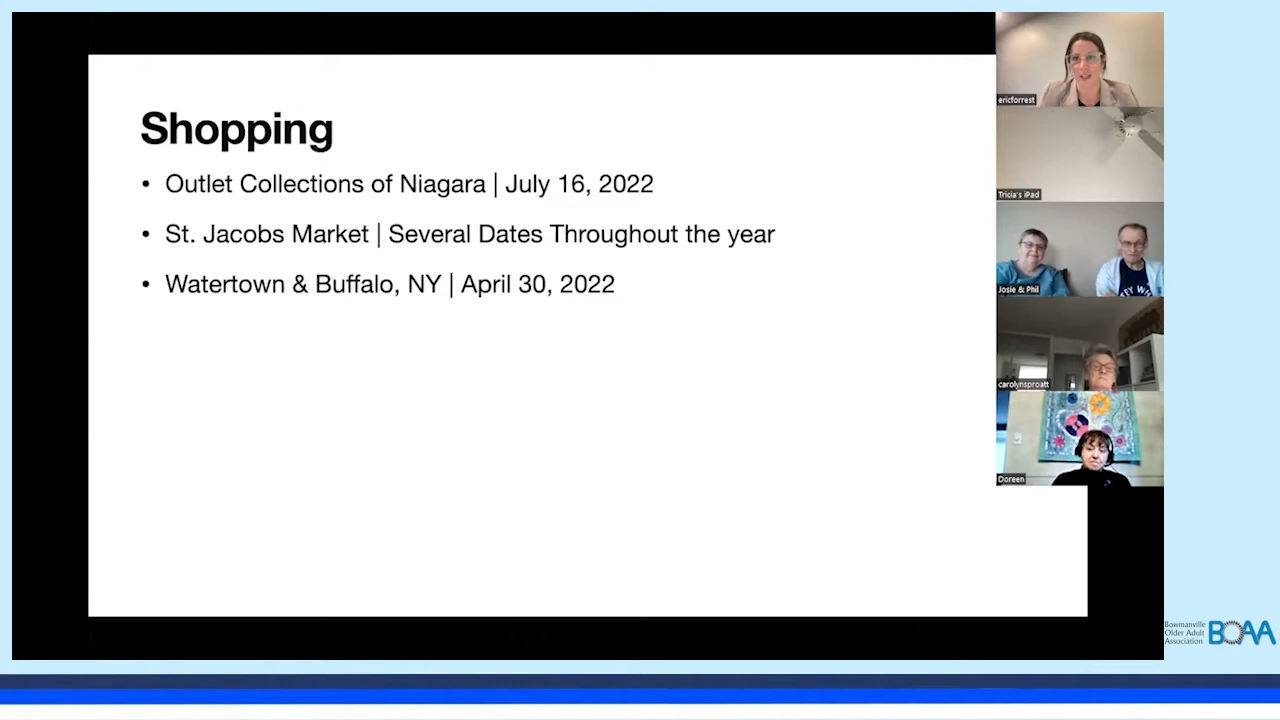 Shopping
• Outlet Collections of Niagara | July 16, 2022
• St. Jacobs Market | Several Dates Throughout the year
• Watertown & Buffalo, NY | April 30, 2022
ericforrest
Tricia's iPad
Josie & Phil
carolynsproatt
Doreen
Bowmanville
Older Adult
Association
BOAA